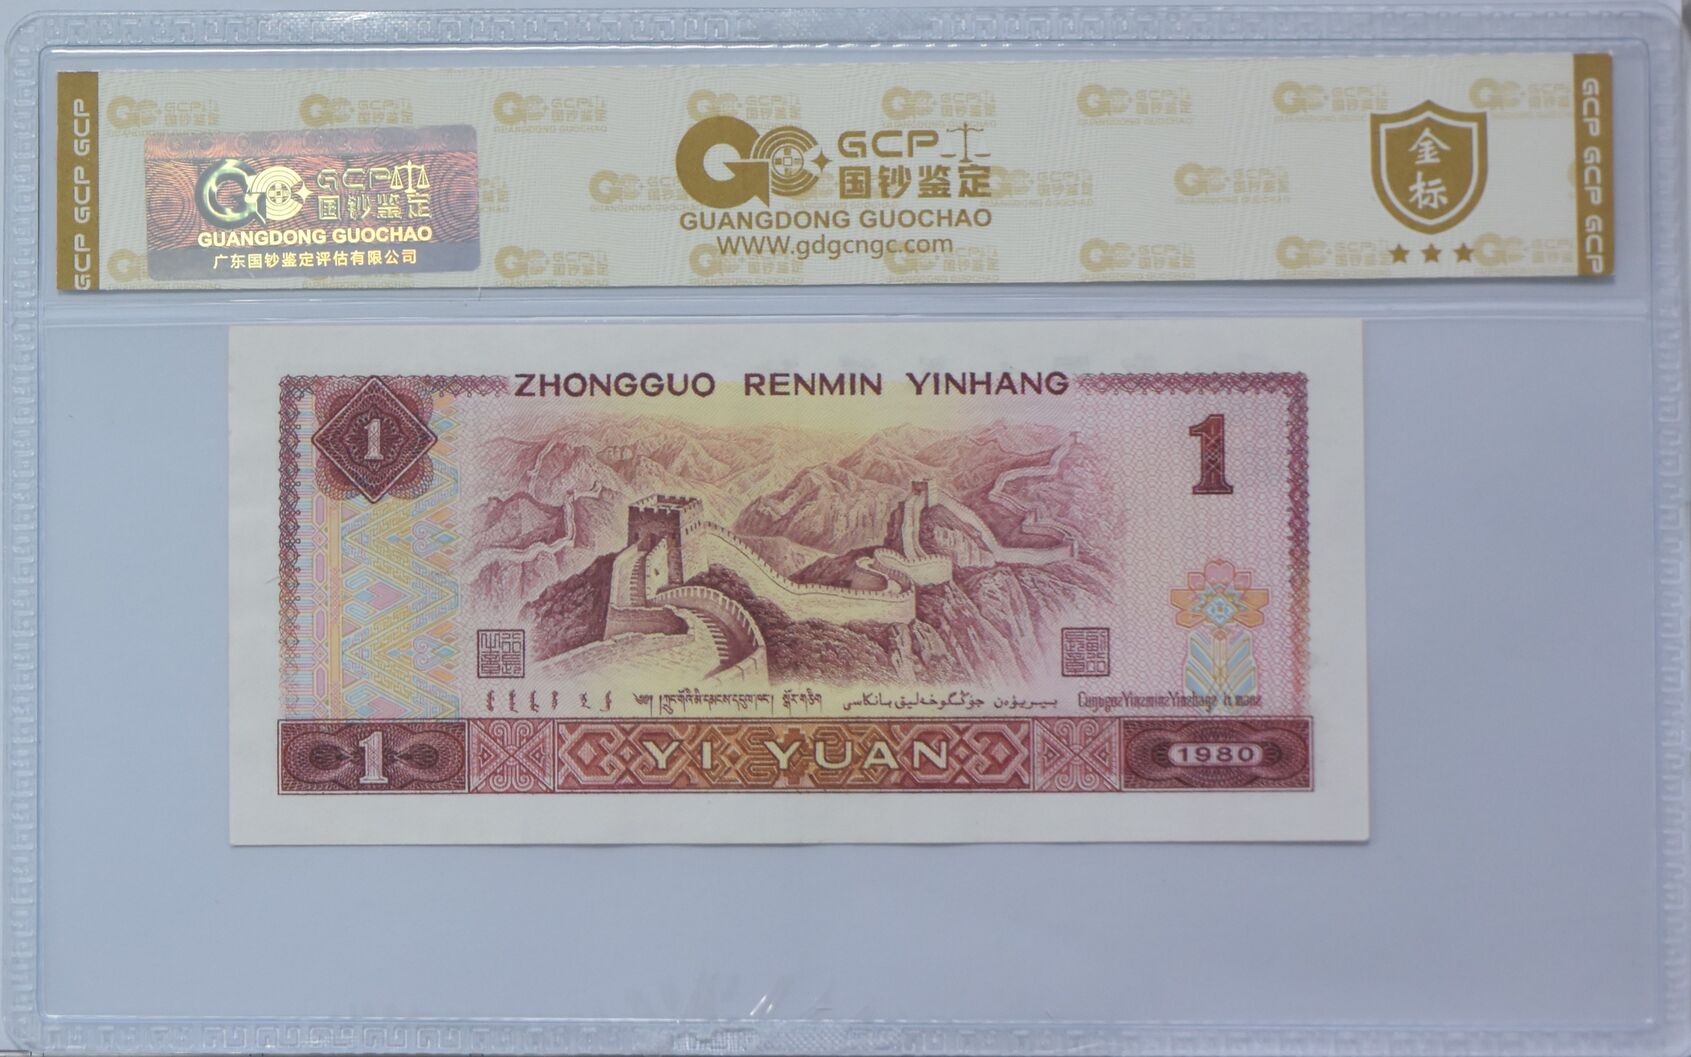 GCP GCP GCP
GCP 国钞鉴定
GUANGDONG GUOCHAO
广东国钞鉴定评估有限公司
GCP
国钞鉴定
GUANGDONG GUOCHAO
WWW.gdgcngc.com
金标
GCP GCP GCP
ZHONGGUO RENMIN YINHANG
1
1
1
YI YUAN
1980